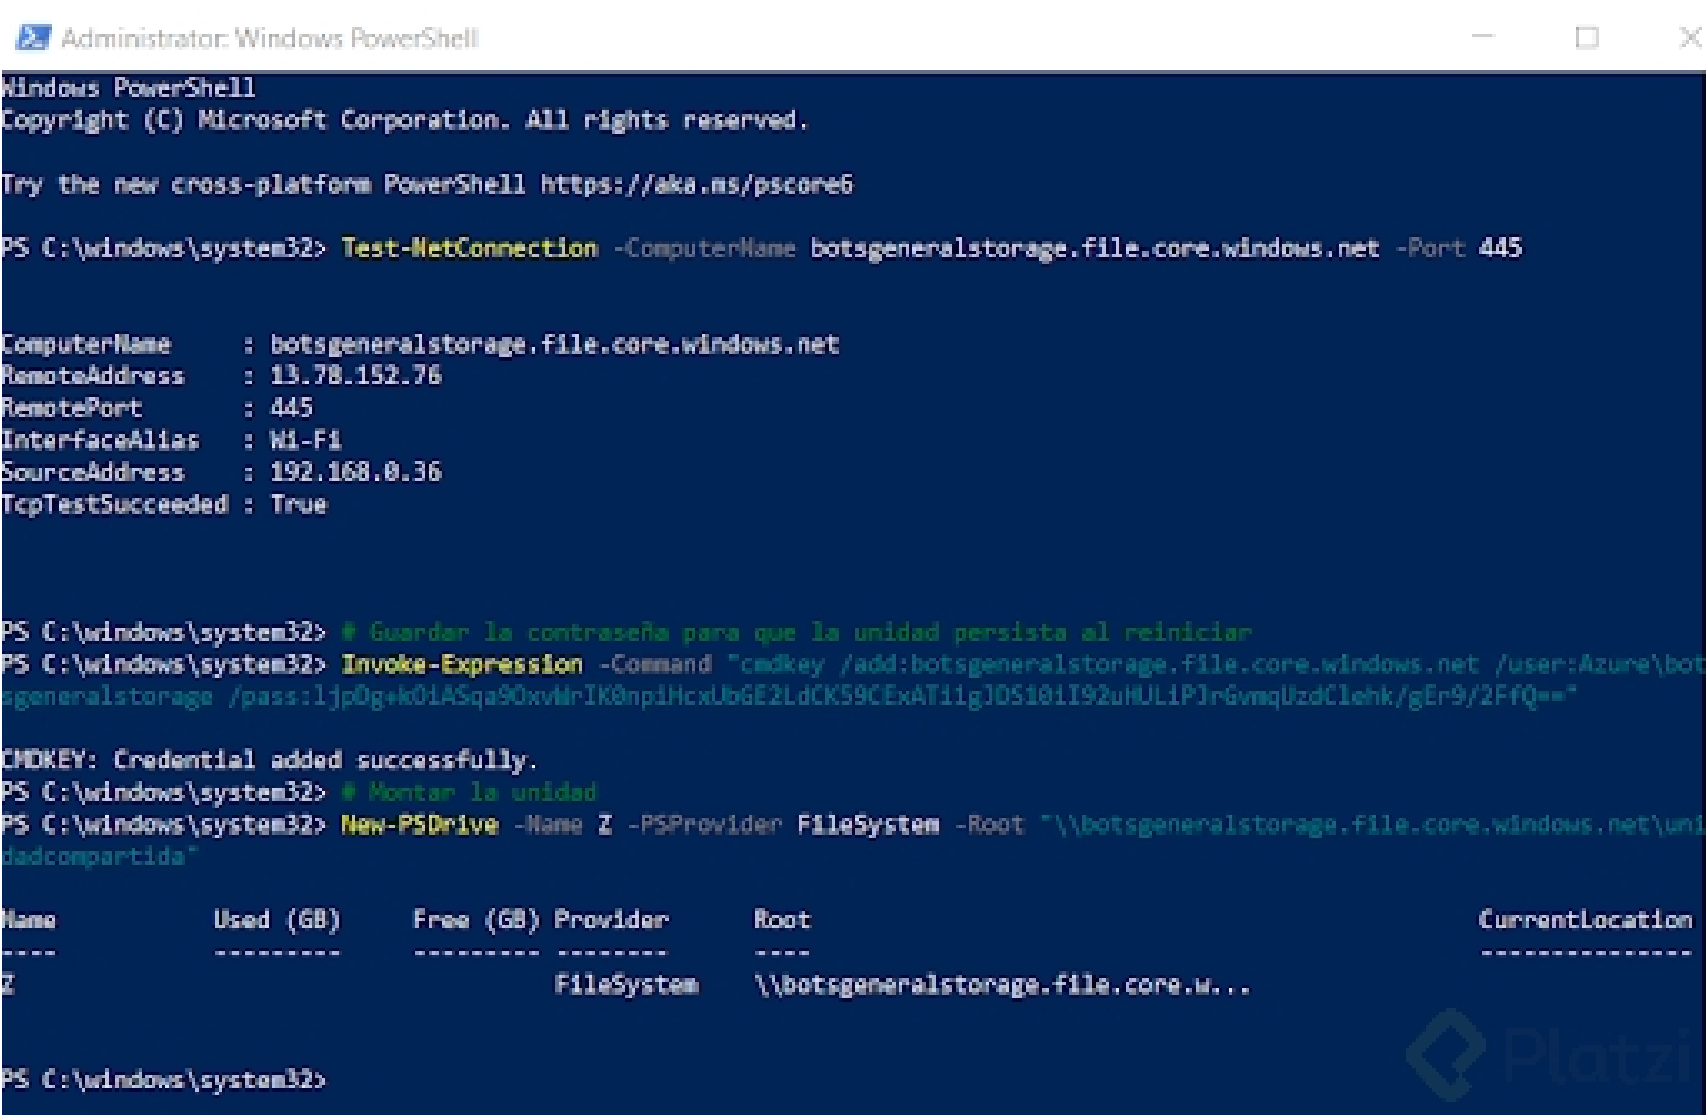 Administrator: Windows PowerShell
Windows PowerShell
Copyright (C) Microsoft Corporation. All rights reserved.
Try the new cross-platform PowerShell https://aka.ms/pscore6
PS C:\windows\system32> Test-NetConnection -ComputerName botsgeneralstorage.file.core.windows.net -Port 445
ComputerName     : botsgeneralstorage.file.core.windows.net
RemoteAddress    : 13.78.152.76
RemotePort       : 445
InterfaceAlias   : Wi-Fi
SourceAddress    : 192.168.0.36
TcpTestSucceeded : True
PS C:\windows\system32> # Guardar la contraseña para que la unidad persista al reiniciar
PS C:\windows\system32> Invoke-Expression -Command "cmdkey /add:botsgeneralstorage.file.core.windows.net /user:Azure\bot
sgeneralstorage
CMDKEY: Credential added successfully.
PS C:\windows\system32> # Montar la unidad
PS C:\windows\system32> New-PSDrive -Name Z -PSProvider FileSystem -Root "\\botsgeneralstorage.file.core.windows.net\uni
dadcompartida"
Name           Used (GB)     Free (GB) Provider      Root                                               CurrentLocation
----           ---------     --------- --------      ----                                               ---------------
Z                                      FileSystem    \\botsgeneralstorage.file.core.w...
PS C:\windows\system32>
Platzi